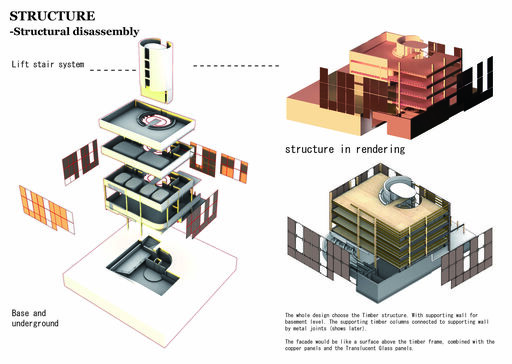 STRUCTURE
-Structural disassembly
Lift stair system
structure in rendering
Base and
underground
The whole design choose the Timber structure. With supporting wall for
basement level. The supporting timber columns connected to supporting wall
by metal joints (shows later).
The facade would be like a surface above the timber frame, combined with the
copper panels and the Translucent Glass panels.